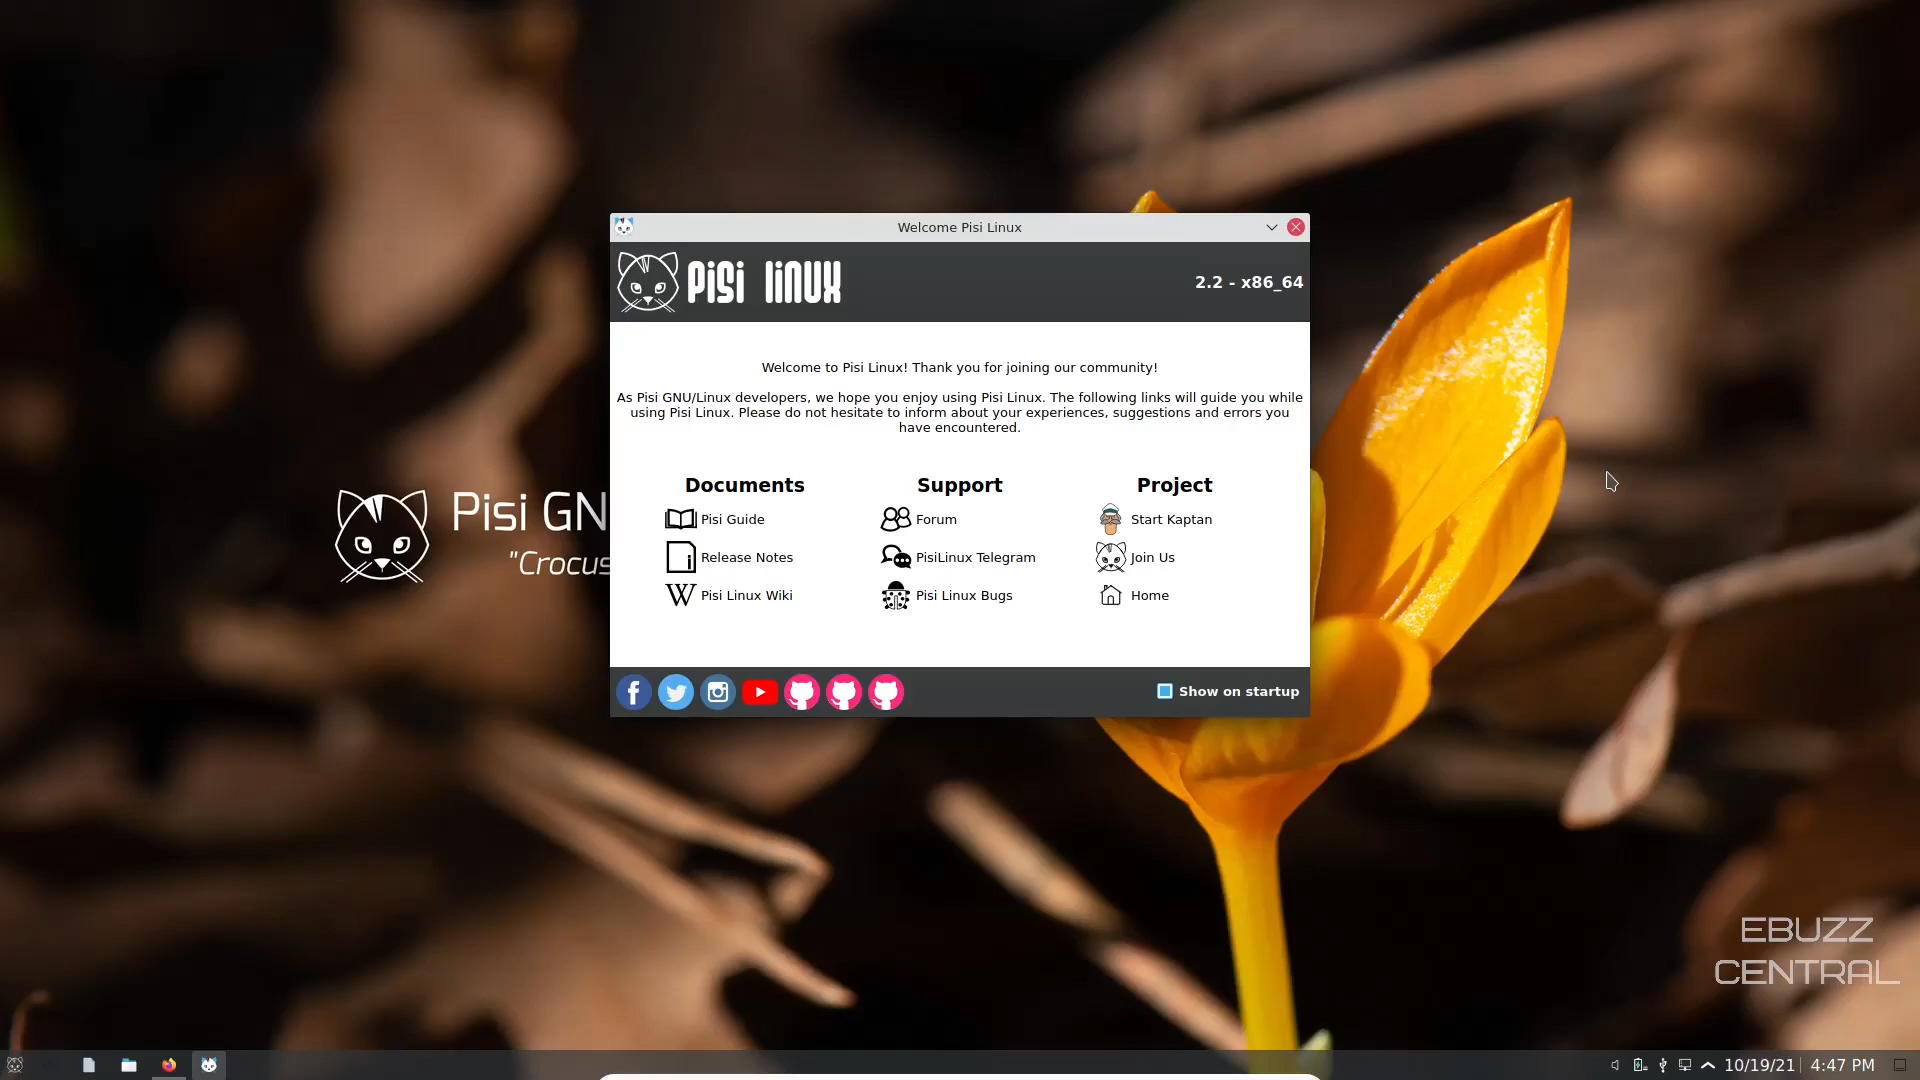 Welcome Pisi Linux
PiSi liNUX
2.2 - x86_64
Welcome to Pisi Linux! Thank you for joining our community!
As Pisi GNU/Linux developers, we hope you enjoy using Pisi Linux. The following links will guide you while
using Pisi Linux. Please do not hesitate to inform about your experiences, suggestions and errors you
have encountered.
Documents
Pisi Guide
Release Notes
Pisi Linux Wiki
Support
Forum
PisiLinux Telegram
Pisi Linux Bugs
Project
Start Kaptan
Join Us
Home
Show on startup
Pisi GN
"Crocus
EBUZZ
CENTRAL
10/19/21 4:47 PM